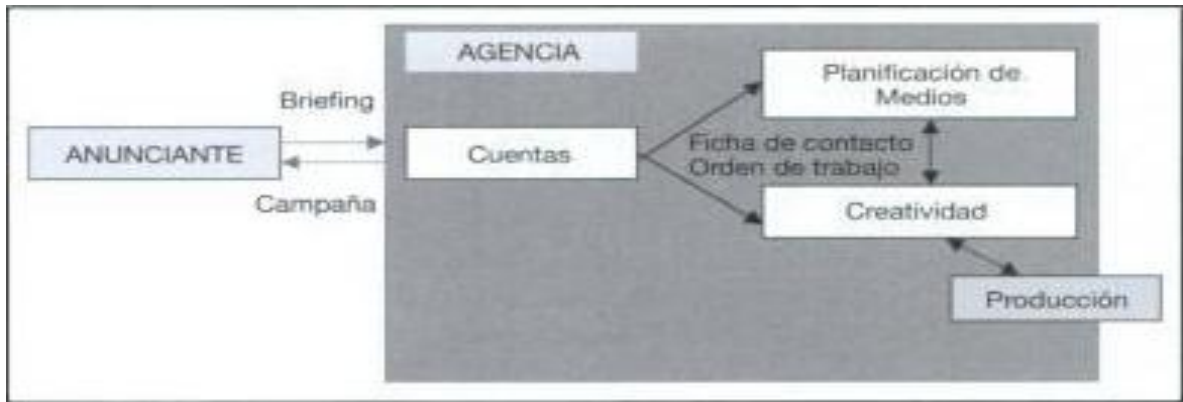 AGENCIA
Planificación de
Medios
Briefing
ANUNCIANTE
Cuentas
Ficha de contacto
Orden de trabajo
Campaña
Creatividad
Producción